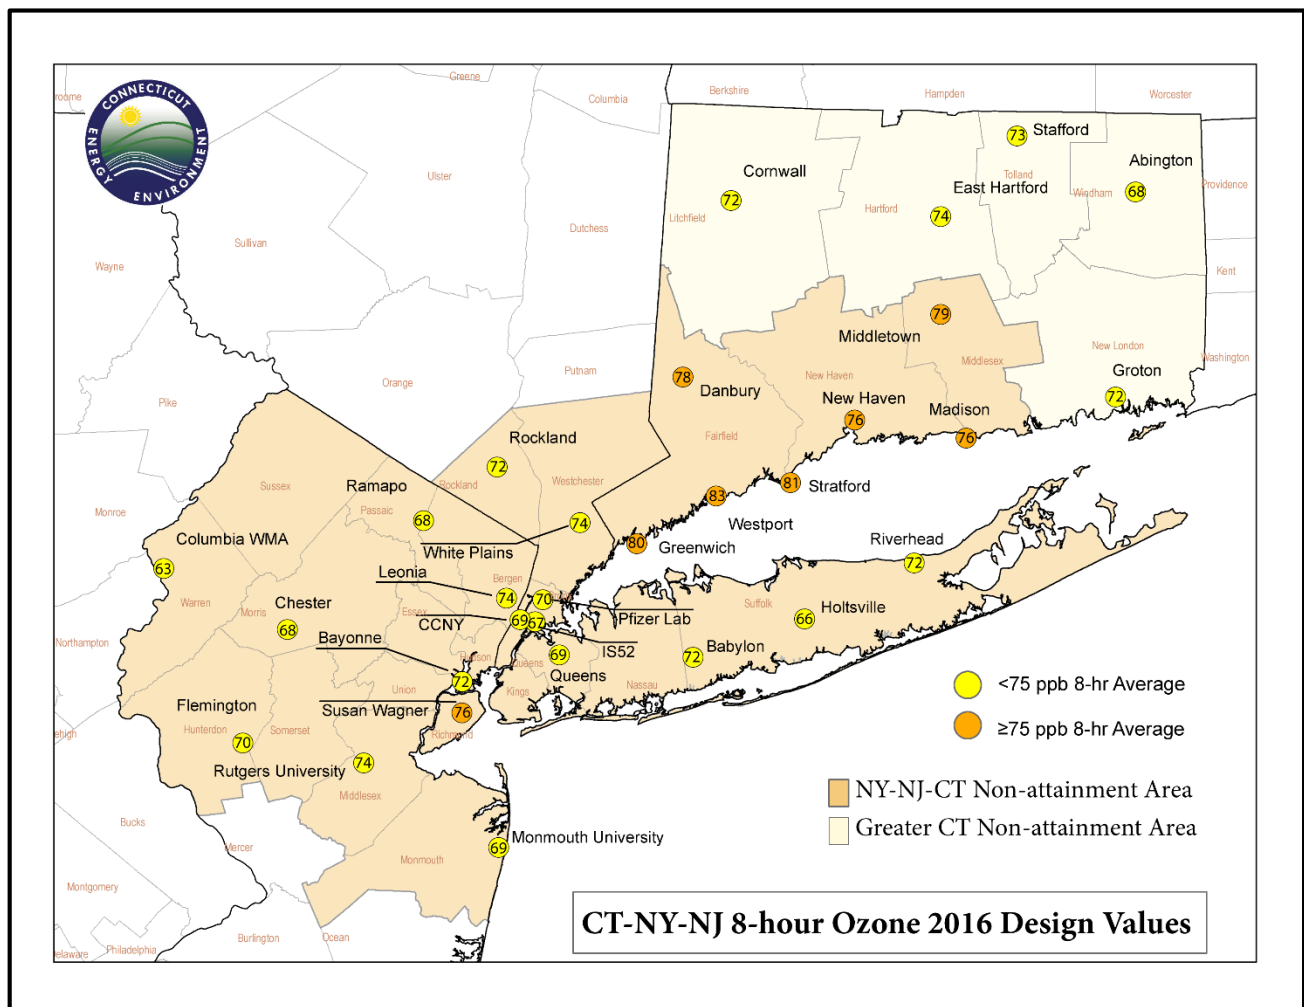 CONNECTICUT
ENERGY
ENVIRONMENT
Greene
Columbia
Berkshire
Hampden
Worcester
Ulster
Sullivan
Dutchess
Wayne
Cornwall
72
Litchfield
Hartford
East Hartford
74
Stafford
73
Tolland
Windham
Abington
68
Providence
Kent
Washington
Pike
Orange
Putnam
Middletown
79
Middlesex
New London
Groton
72
78
Danbury
New Haven
New Haven
76
Madison
76
Fairfield
Rockland
72
Rockland
Westchester
Sussex
Ramapo
Passaic
68
White Plains
74
83
Westport
81
Stratford
80
Greenwich
Riverhead
72
Monroe
Columbia WMA
63
Warren
Morris
Leonia
Bergen
74
70
Pfizer Lab
Essex
CCNY
69
67
IS52
Suffolk
Holtsville
66
Chester
68
Northampton
Bayonne
Hudson
72
Queens
69
Queens
Babylon
72
Kings
Nassau
Union
Susan Wagner
76
Richmond
Flemington
Hunterdon
70
Somerset
Rutgers University
74
Middlesex
Bucks
Mercer
Monmouth
Monmouth University
69
Montgomery
Philadelphia
Burlington
Ocean
<75 ppb 8-hr Average
≥75 ppb 8-hr Average
NY-NJ-CT Non-attainment Area
Greater CT Non-attainment Area
CT-NY-NJ 8-hour Ozone 2016 Design Values